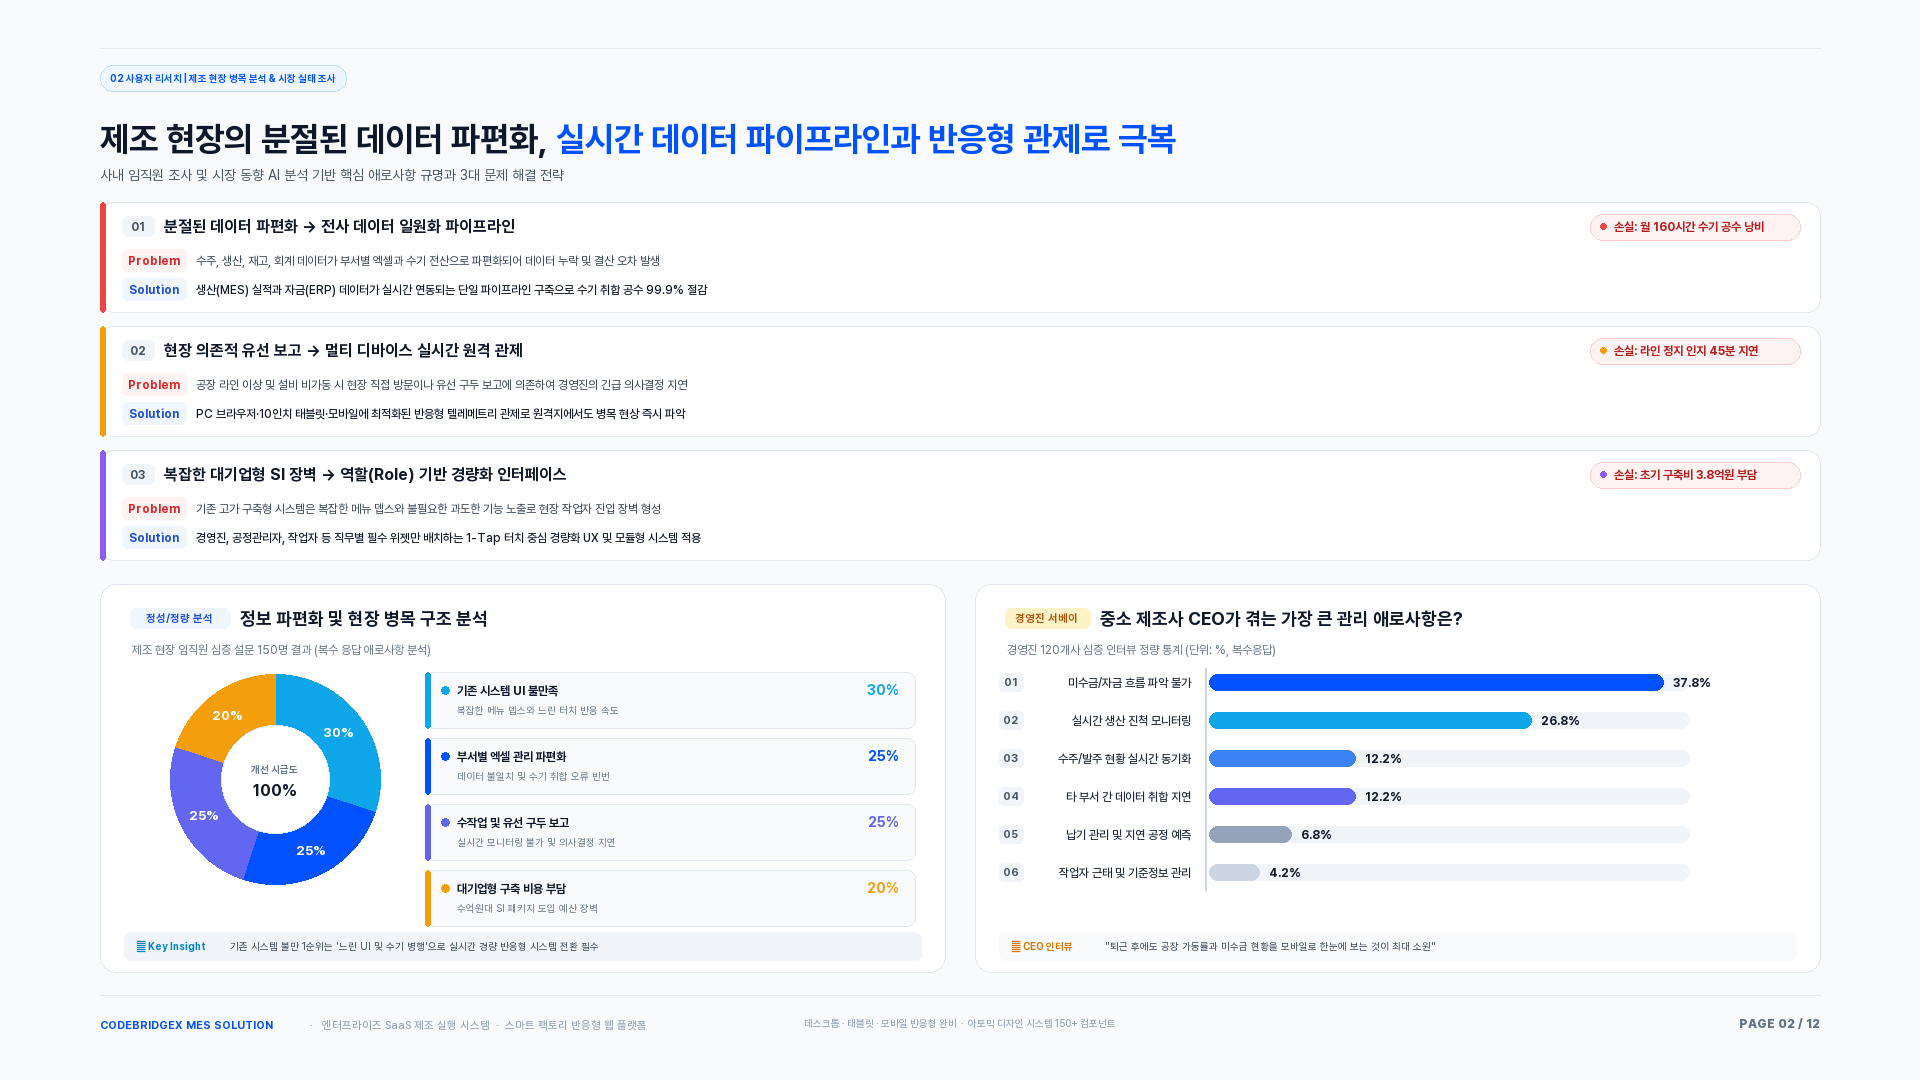 02 사용자 리서치 | 제조 현장 병목 분석 & 시장 실태 조사
제조 현장의 분절된 데이터 파편화, 실시간 데이터 파이프라인과 반응형 관제로 극복
사내 임직원 조사 및 시장 동향 AI 분석 기반 핵심 애로사항 규명과 3대 문제 해결 전략
01 분절된 데이터 파편화 → 전사 데이터 일원화 파이프라인
손실: 월 160시간 수기 공수 낭비
Problem 수주, 생산, 재고, 회계 데이터가 부서별 엑셀과 수기 전산으로 파편화되어 데이터 누락 및 결산 오차 발생
Solution 생산(MES) 실적과 자금(ERP) 데이터가 실시간 연동되는 단일 파이프라인 구축으로 수기 취합 공수 99.9% 절감
02 현장 의존적 유선 보고 → 멀티 디바이스 실시간 원격 관제
손실: 라인 정지 인지 45분 지연
Problem 공장 라인 이상 및 설비 비가동 시 현장 직접 방문이나 유선 구두 보고에 의존하여 경영진의 긴급 의사결정 지연
Solution PC 브라우저·10인치 태블릿·모바일에 최적화된 반응형 텔레메트리 관제로 원격지에서도 병목 현상 즉시 파악
03 복잡한 대기업형 SI 장벽 → 역할(Role) 기반 경량화 인터페이스
손실: 초기 구축비 3.8억원 부담
Problem 기존 고가 구축형 시스템은 복잡한 메뉴 뎁스와 불필요한 과도한 기능 노출로 현장 작업자 진입 장벽 형성
Solution 경영진, 공정관리자, 작업자 등 직무별 필수 위젯만 배치하는 1-Tap 터치 중심 경량화 UX 및 모듈형 시스템 적용
정성/정량 분석 정보 파편화 및 현장 병목 구조 분석
제조 현장 임직원 심층 설문 150명 결과 (복수 응답 애로사항 분석)
20%
30%
25%
25%
개선 시급도
100%
기존 시스템 UI 불만족 30%
복잡한 메뉴 뎁스와 느린 터치 반응 속도
부서별 엑셀 관리 파편화 25%
데이터 불일치 및 수기 취합 오류 빈번
수작업 및 유선 구두 보고 25%
실시간 모니터링 불가 및 의사결정 지연
대기업형 구축 비용 부담 20%
수억원대 SI 패키지 도입 예산 장벽
Key Insight 기존 시스템 불만 1순위는 '느린 UI 및 수기 병행'으로 실시간 경량 반응형 시스템 전환 필수
경영진 서베이 중소 제조사 CEO가 겪는 가장 큰 관리 애로사항은?
경영진 120개사 심층 인터뷰 정량 통계 (단위: %, 복수응답)
01 미수금/자금 흐름 파악 불가 37.8%
02 실시간 생산 진척 모니터링 26.8%
03 수주/발주 현황 실시간 동기화 12.2%
04 타 부서 간 데이터 취합 지연 12.2%
05 납기 관리 및 지연 공정 예측 6.8%
06 작업자 근태 및 기준정보 관리 4.2%
CEO 인터뷰 "퇴근 후에도 공장 가동률과 미수금 현황을 모바일로 한눈에 보는 것이 최대 소원"
CODEBRIDGEX MES SOLUTION · 엔터프라이즈 SaaS 제조 실행 시스템 · 스마트 팩토리 반응형 웹 플랫폼
데스크톱 · 태블릿 · 모바일 반응형 완비 · 아토믹 디자인 시스템 150+ 컴포넌트
PAGE 02 / 12